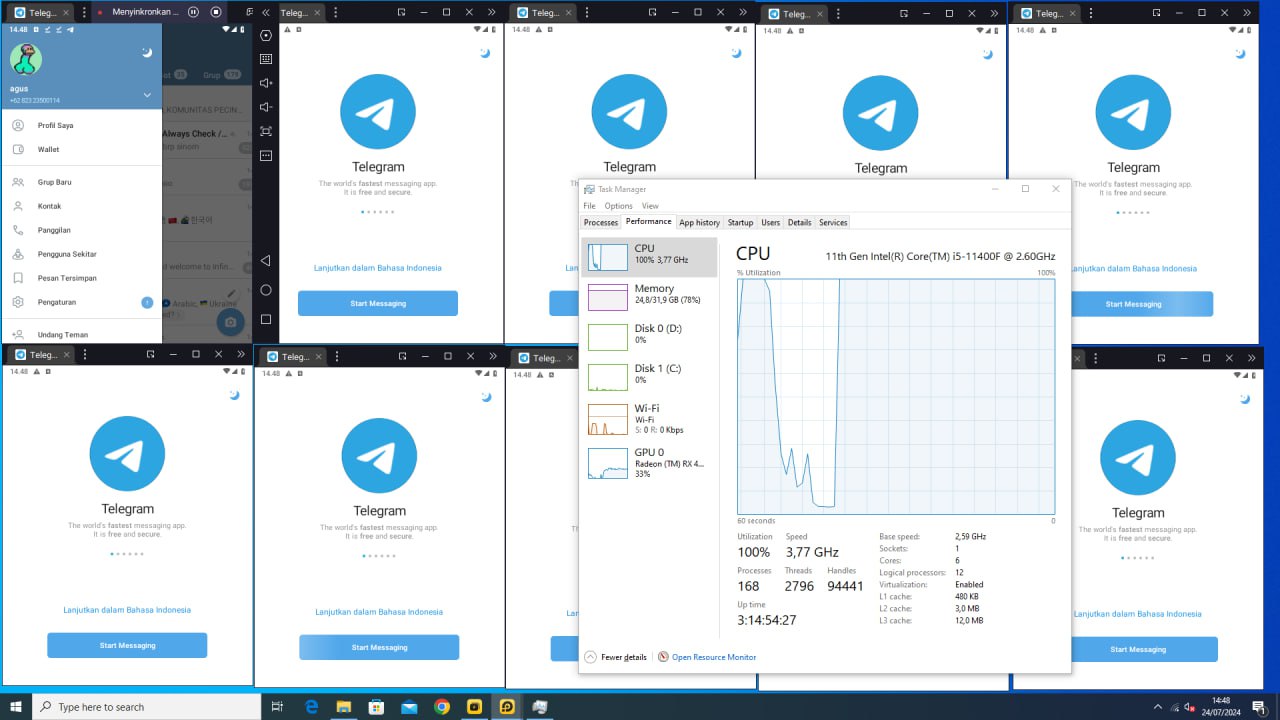 Teleg...
Menyinkronkan ...
Teleg...
Teleg...
Teleg...
Teleg...
14.48
agus
+62 82323500114
Profil Saya
Wallet
Grup Baru
Kontak
Panggilan
Pengguna Sekitar
Pesan Tersimpan
Pengaturan
1
Undang Teman
Grup
KOMUNITAS PECIN...
Always Check /...
한국어
Arabic,
Ukraine
Telegram
The world's fastest messaging app.
It is free and secure.
Lanjutkan dalam Bahasa Indonesia
Start Messaging
14.48
Telegram
The world's fastest messaging app.
14.48
Telegram
14.48
Telegram
The world's fastest messaging app.
It is free and secure.
Lanjutkan dalam Bahasa Indonesia
Start Messaging
Task Manager
File Options View
Processes Performance App history Startup Users Details Services
CPU
100% 3,77 GHz
Memory
24,8/31,9 GB (78%)
Disk 0 (D:)
0%
Disk 1 (C:)
0%
Wi-Fi
Wi-Fi
S: 0 R: 0 Kbps
GPU 0
Radeon (TM) RX 4...
33%
CPU
11th Gen Intel(R) Core(TM) i5-11400F @ 2.60GHz
% Utilization
100%
60 seconds
0
Utilization Speed
100% 3,77 GHz
Processes Threads Handles
168 2796 94441
Up time
3:14:54:27
Base speed: 2,59 GHz
Sockets: 1
Cores: 6
Logical processors: 12
Virtualization: Enabled
L1 cache: 480 KB
L2 cache: 3,0 MB
L3 cache: 12,0 MB
Fewer details
Open Resource Monitor
Teleg...
14.48
Telegram
The world's fastest messaging app.
It is free and secure.
Lanjutkan dalam Bahasa Indonesia
Start Messaging
Teleg...
14.48
Telegram
The world's fastest messaging app.
It is free and secure.
Lanjutkan dalam Bahasa Indonesia
Start Messaging
Teleg...
14.48
Telegram
The world's fastest messaging app.
It is free and secure.
Lanjutkan dalam Bahasa Indonesia
Start Messaging
Type here to search
14:48
24/07/2024
1